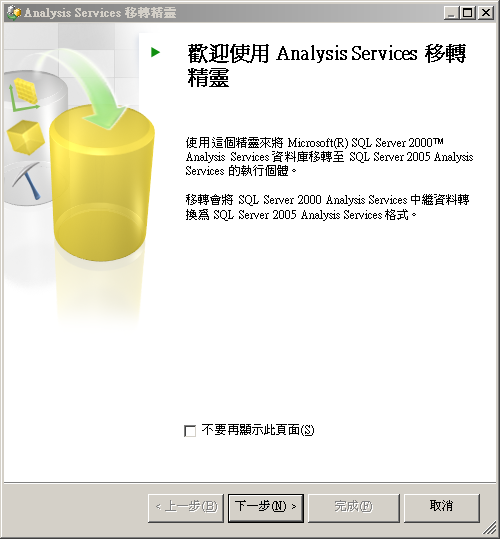 Analysis Services 移轉精靈
歡迎使用 Analysis Services 移轉
精靈
使用這個精靈來將 Microsoft(R) SQL Server 2000™
Analysis Services 資料庫移轉至 SQL Server 2005 Analysis
Services 的執行個體。
移轉會將 SQL Server 2000 Analysis Services 中繼資料轉
換為 SQL Server 2005 Analysis Services 格式。
不要再顯示此頁面(S)
< 上一步(B)
下一步(N) >
完成(F)
取消